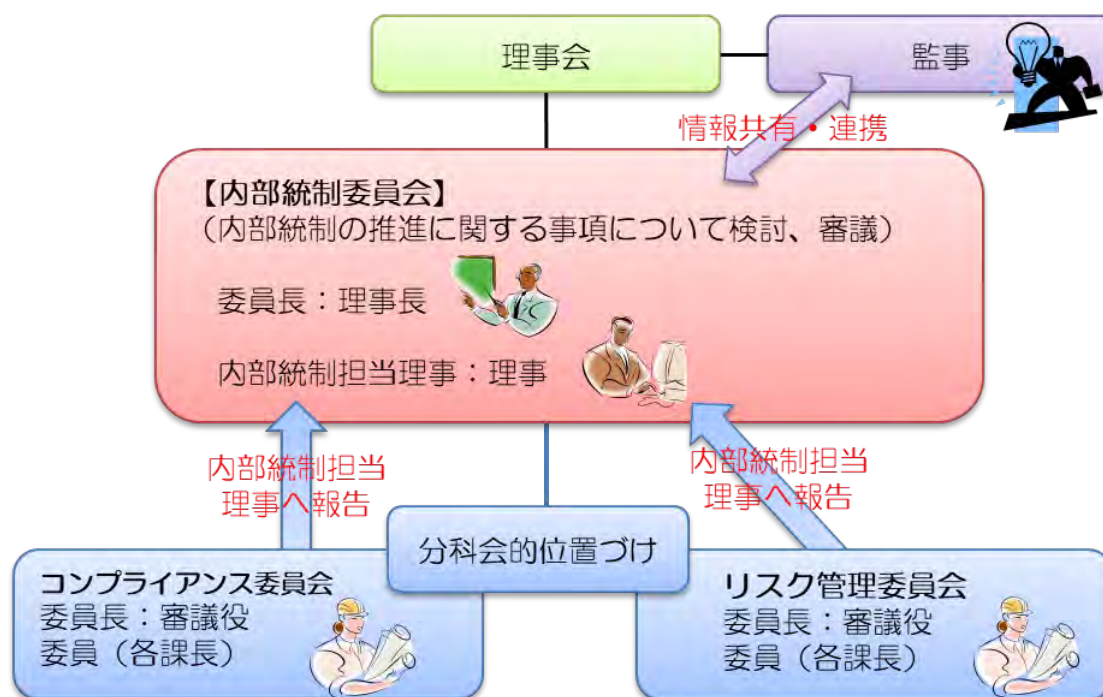 理事会
監事
情報共有・連携
【内部統制委員会】
(内部統制の推進に関する事項について検討、審議)
委員長:理事長
内部統制担当理事:理事
内部統制担当
理事へ報告
内部統制担当
理事へ報告
分科会的位置づけ
コンプライアンス委員会
委員長:審議役
委員(各課長)
リスク管理委員会
委員長:審議役
委員(各課長)